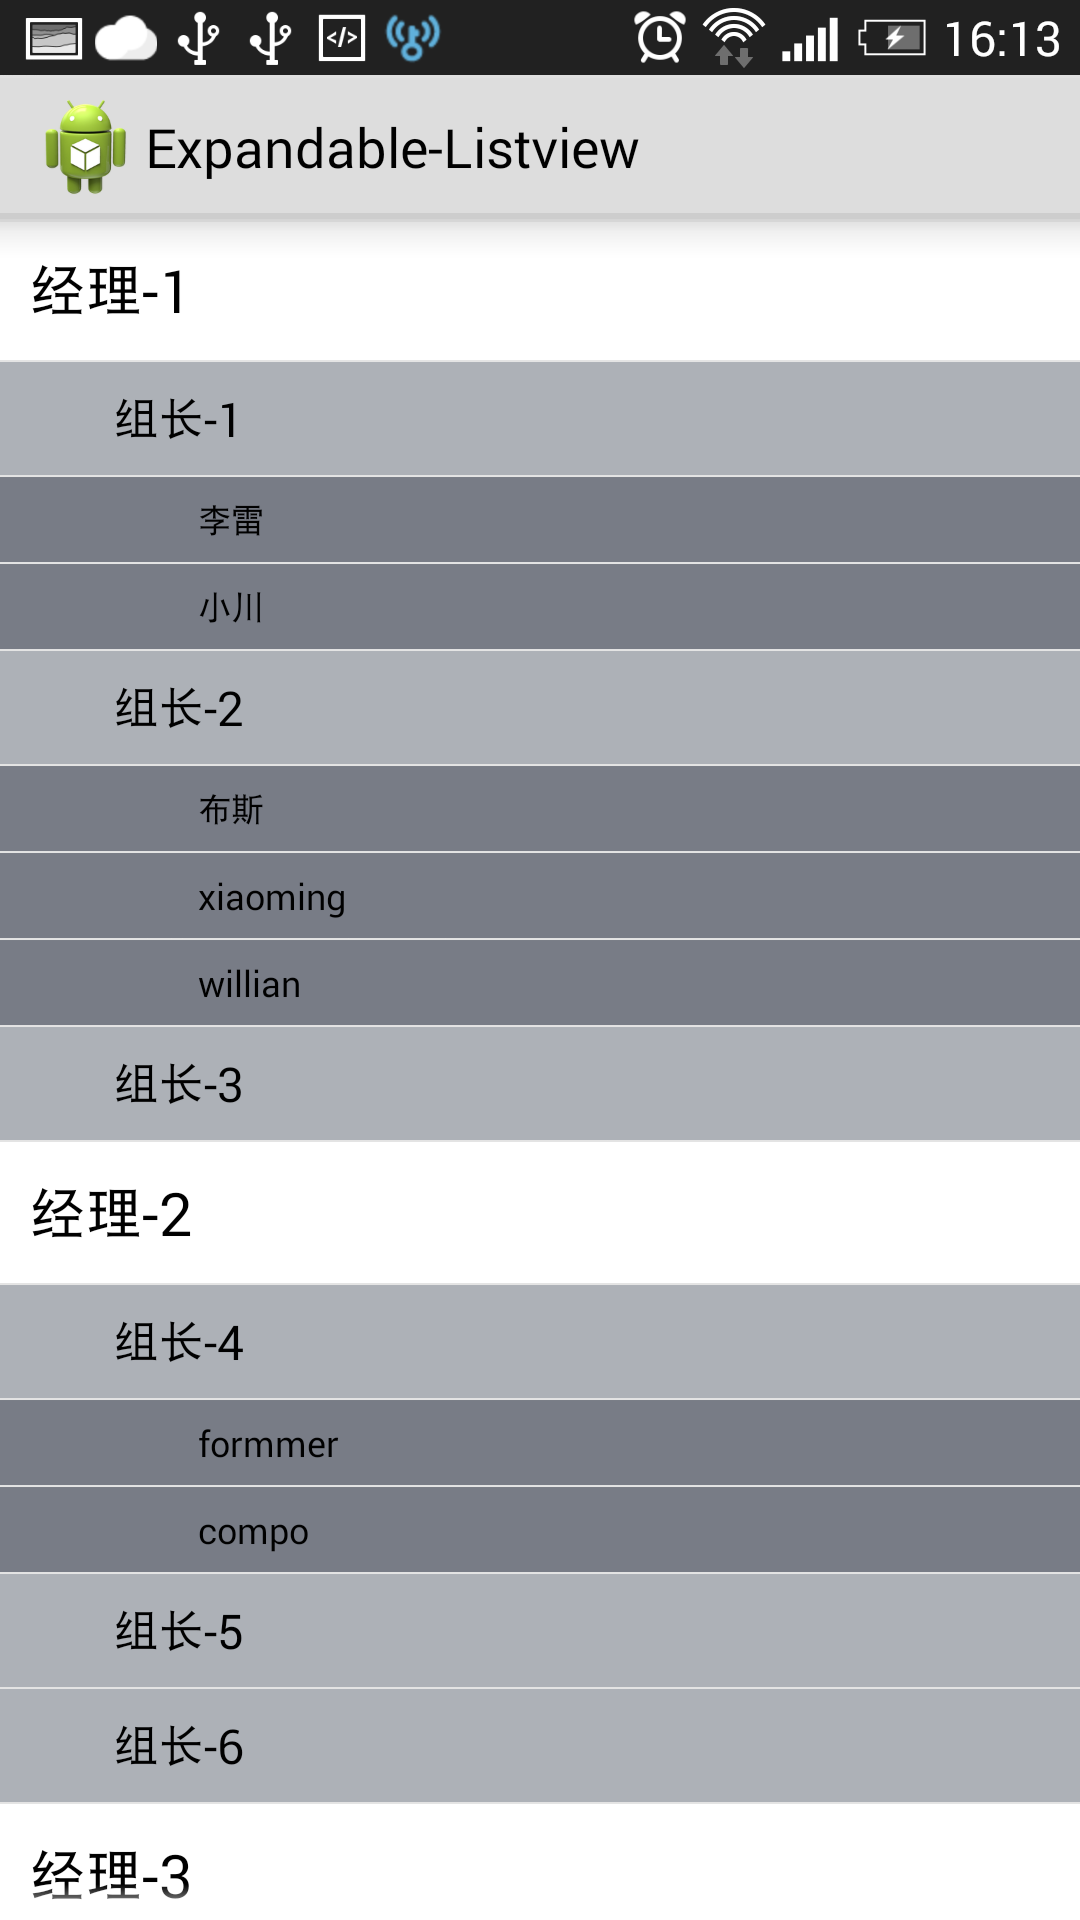 </> 16:13
Expandable-Listview
经理-1
组长-1
李雷
小川
组长-2
布斯
xiaoming
willian
组长-3
经理-2
组长-4
formmer
compo
组长-5
组长-6
经理-3